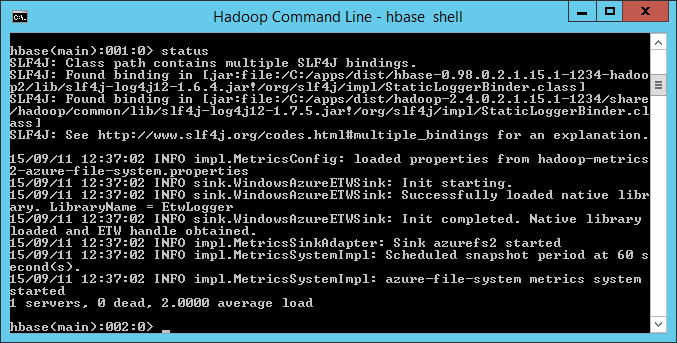 Hadoop Command Line - hbase  shell
hbase(main):001:0> status
SLF4J: Class path contains multiple SLF4J bindings.
SLF4J: Found binding in [jar:file:/C:/apps/dist/hbase-0.98.0.2.1.15.1-1234-hadoo
p2/lib/slf4j-log4j12-1.6.4.jar!/org/slf4j/impl/StaticLoggerBinder.class]
SLF4J: Found binding in [jar:file:/C:/apps/dist/hadoop-2.4.0.2.1.15.1-1234/share
/hadoop/common/lib/slf4j-log4j12-1.7.5.jar!/org/slf4j/impl/StaticLoggerBinder.cl
ass]
SLF4J: See http://www.slf4j.org/codes.html#multiple_bindings for an explanation.
15/09/11 12:37:02 INFO impl.MetricsConfig: loaded properties from hadoop-metrics
2-azure-file-system.properties
15/09/11 12:37:02 INFO sink.WindowsAzureETWSink: Init starting.
15/09/11 12:37:02 INFO sink.WindowsAzureETWSink: Successfully loaded native libr
ary. LibraryName = EtwLogger
15/09/11 12:37:02 INFO sink.WindowsAzureETWSink: Init completed. Native library
loaded and ETW handle obtained.
15/09/11 12:37:02 INFO impl.MetricsSinkAdapter: Sink azurefs2 started
15/09/11 12:37:02 INFO impl.MetricsSystemImpl: Scheduled snapshot period at 60 s
econd(s).
15/09/11 12:37:02 INFO impl.MetricsSystemImpl: azure-file-system metrics system
started
1 servers, 0 dead, 2.0000 average load
hbase(main):002:0> _